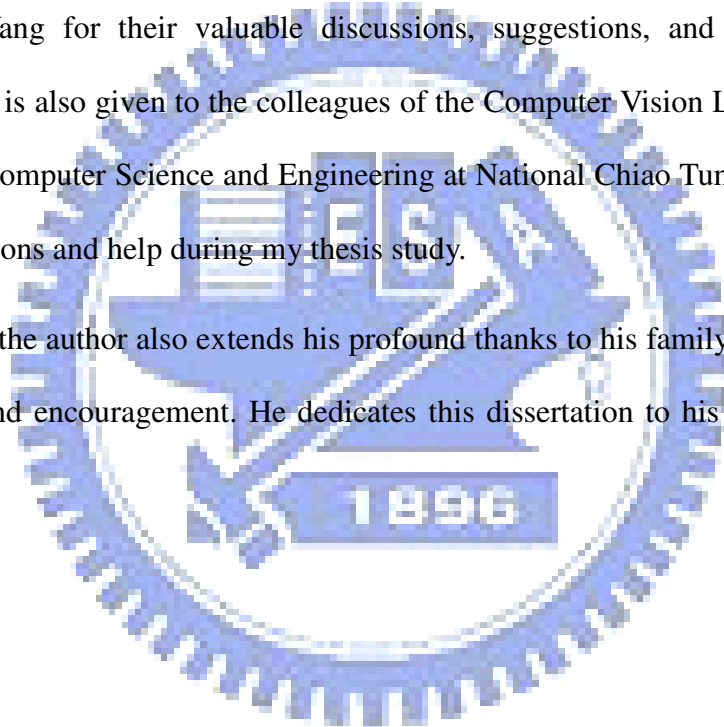 for their valuable discussions, suggestions, and
is also given to the colleagues of the Computer Vision
omputer Science and Engineering at National Chiao Tun
ons and help during my thesis study.
the author also extends his profound thanks to his family
nd encouragement. He dedicates this dissertation to his
E S A
1896